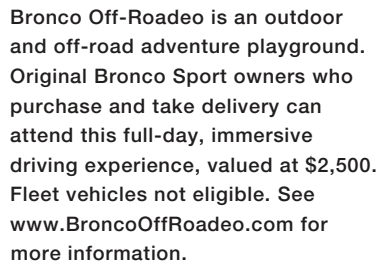 Bronco Off-Roadeo is an outdoor
and off-road adventure playground.
Original Bronco Sport owners who
purchase and take delivery can
attend this full-day, immersive
driving experience, valued at $2,500.
Fleet vehicles not eligible. See
www.BroncoOffRoadeo.com for
more information.